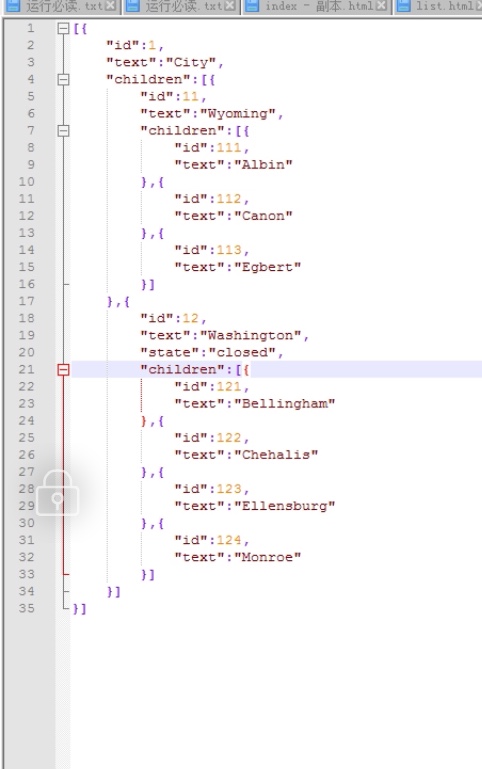 运行必读.txt 运行必读.txt index - 副本.html list.html
1 [{
2 "id":1,
3 "text":"City",
4 "children":[{
5 "id":11,
6 "text":"Wyoming",
7 "children":[{
8 "id":111,
9 "text":"Albin"
10 },{
11 "id":112,
12 "text":"Canon"
13 },{
14 "id":113,
15 "text":"Egbert"
16 }]
17 },{
18 "id":12,
19 "text":"Washington",
20 "state":"closed",
21 "children":[{
22 "id":121,
23 "text":"Bellingham"
24 },{
25 "id":122,
26 "text":"Chehalis"
27 },{
28 "id":123,
29 "text":"Ellensburg"
30 },{
31 "id":124,
32 "text":"Monroe"
33 }]
34 }]
35 }]